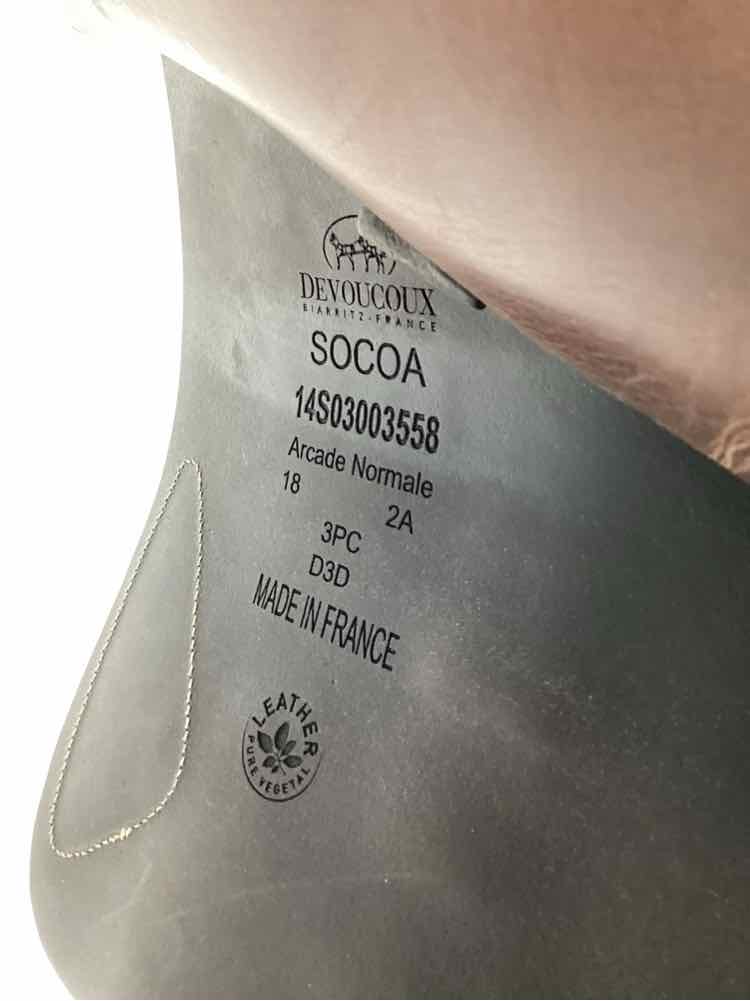 DEVOUCOUX
BIARRITZ-FRANCE
SOCOA
14S03003558
Arcade Normale
18 2A
3PC
D3D
MADE IN FRANCE
LEATHER
PURE VEGETAL